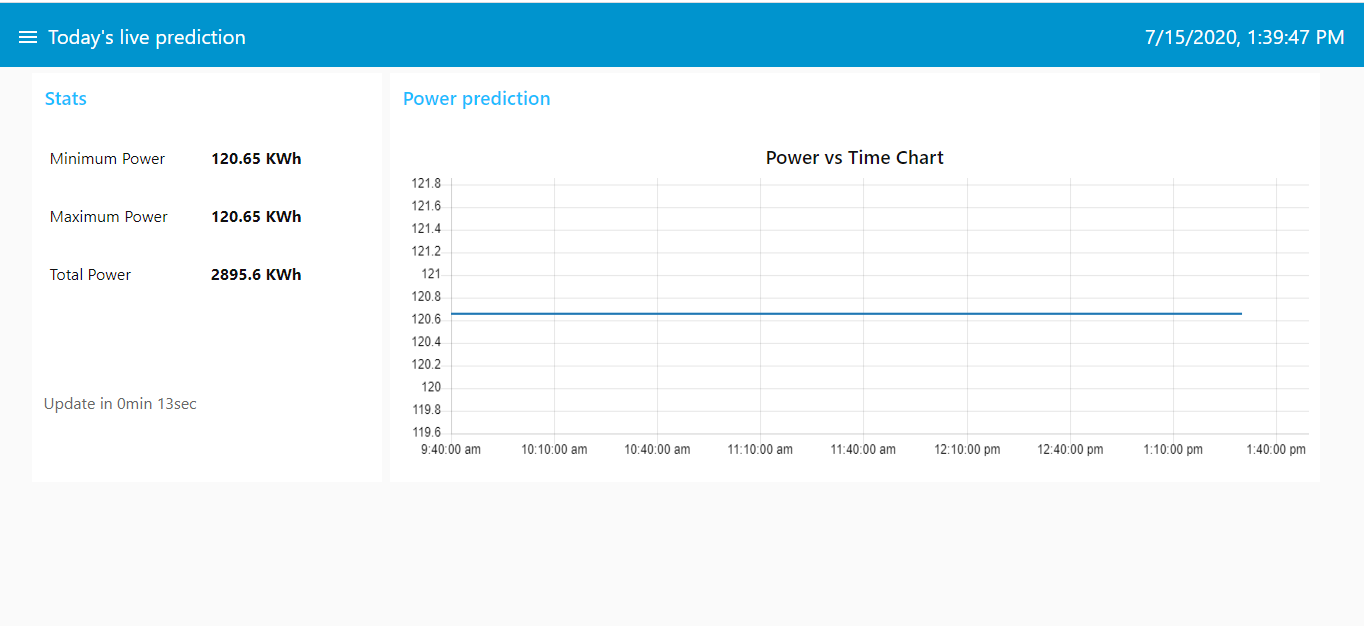 Today's live prediction
7/15/2020, 1:39:47 PM
Stats
Minimum Power 120.65 KWh
Maximum Power 120.65 KWh
Total Power 2895.6 KWh
Update in 0min 13sec
Power prediction
Power vs Time Chart
121.8
121.6
121.4
121.2
121
120.8
120.6
120.4
120.2
120
119.8
119.6
9:40:00 am 10:10:00 am 10:40:00 am 11:10:00 am 11:40:00 am 12:10:00 pm 12:40:00 pm 1:10:00 pm 1:40:00 pm